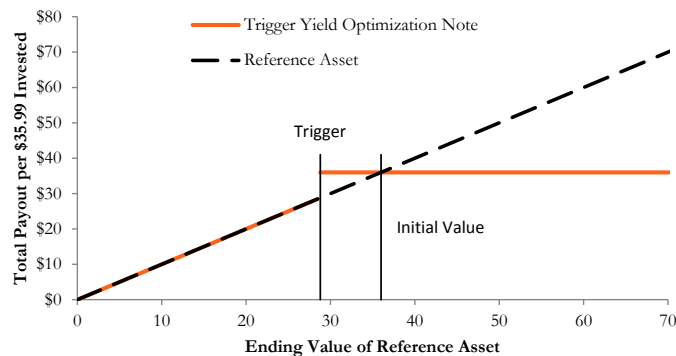 Total Payout per $35.99 Invested
$80
$70
$60
$50
$40
$30
$20
$10
$0
Trigger Yield Optimization Note
Reference Asset
Trigger
Initial Value
0
10
20
30
40
50
60
70
Ending Value of Reference Asset